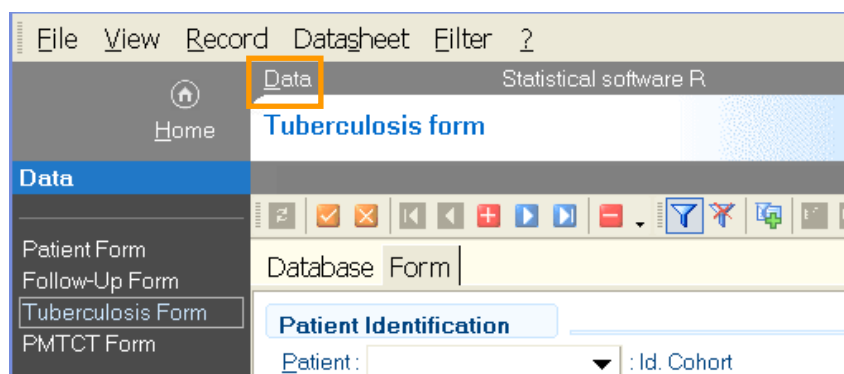 File View Record Datasheet Filter ?
Data Statistical software R
Home
Tuberculosis form
Data
Patient Form
Follow-Up Form
Tuberculosis Form
PMTCT Form
Database Form
Patient Identification
Patient : : Id. Cohort